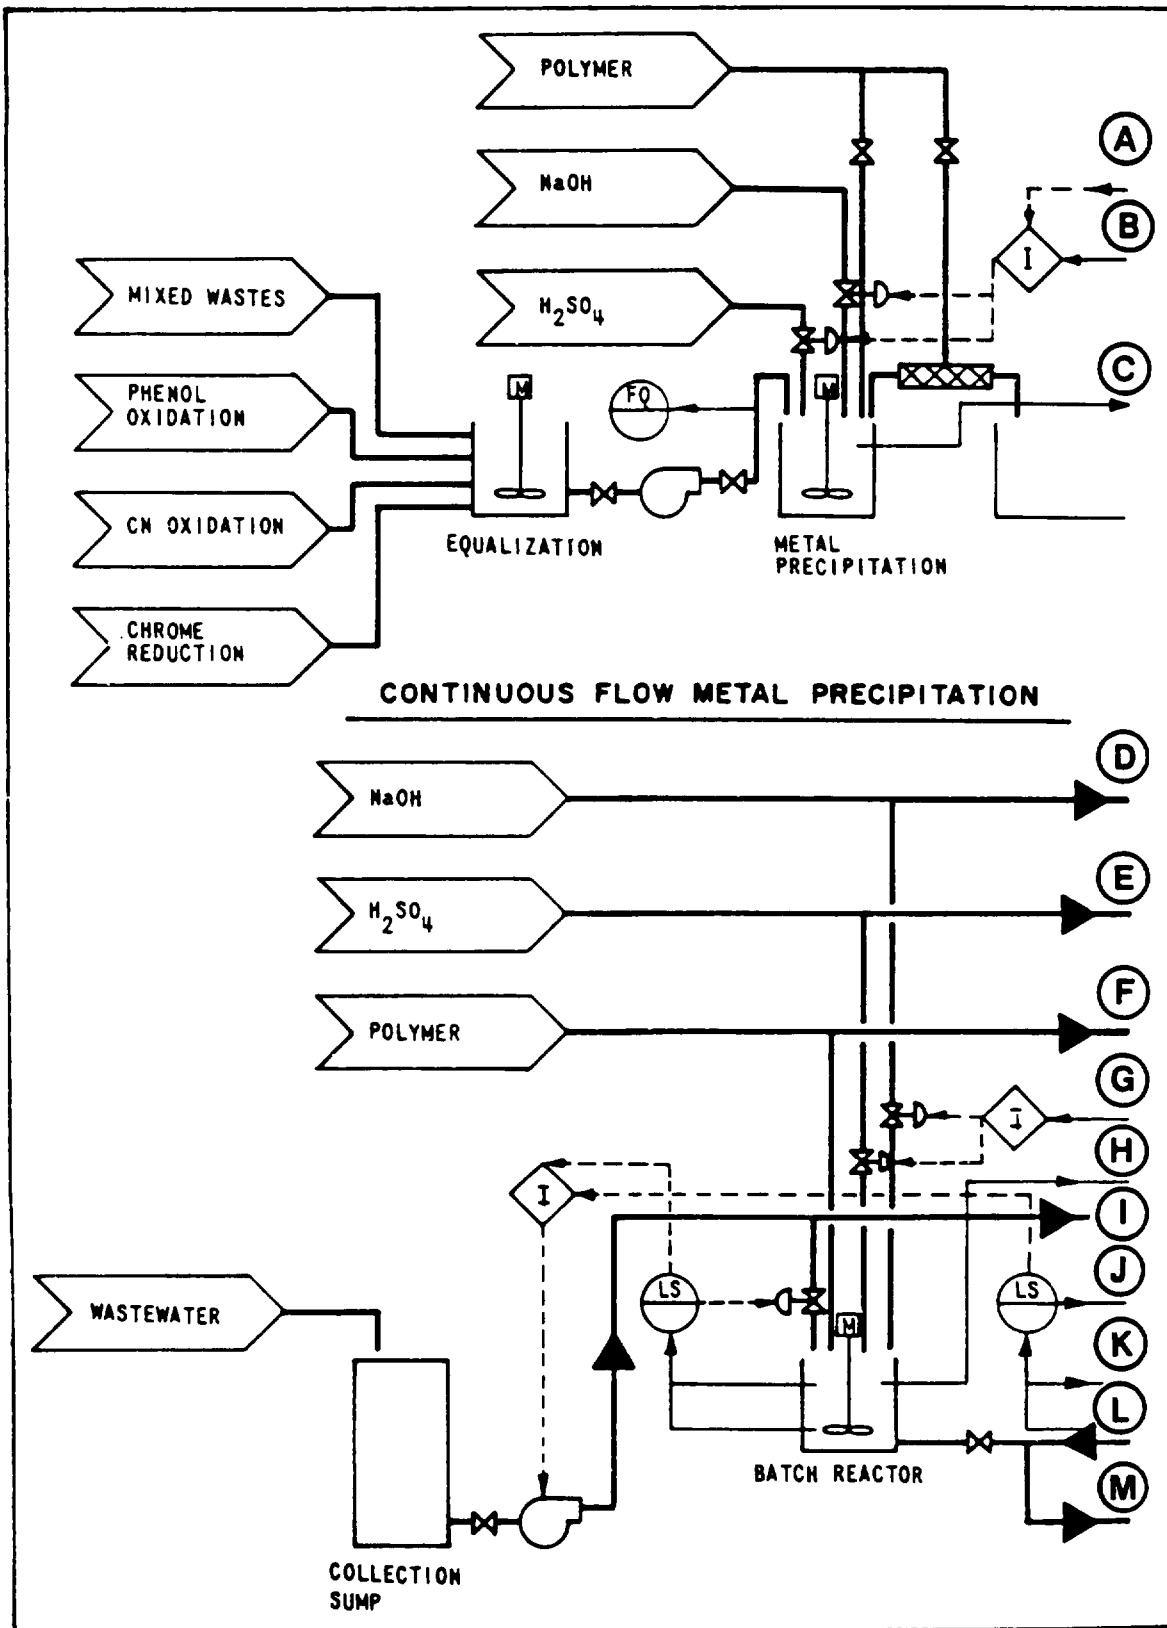 POLYMER
A
NaOH
B
I
MIXED WASTES
H2SO4
PHENOL
OXIDATION
M
FQ
M
C
CN OXIDATION
EQUALIZATION
METAL
PRECIPITATION
CHROME
REDUCTION
CONTINUOUS FLOW METAL PRECIPITATION
D
NaOH
E
H2SO4
F
POLYMER
G
I
H
I
I
J
LS
LS
WASTEWATER
M
K
L
BATCH REACTOR
M
COLLECTION
SUMP